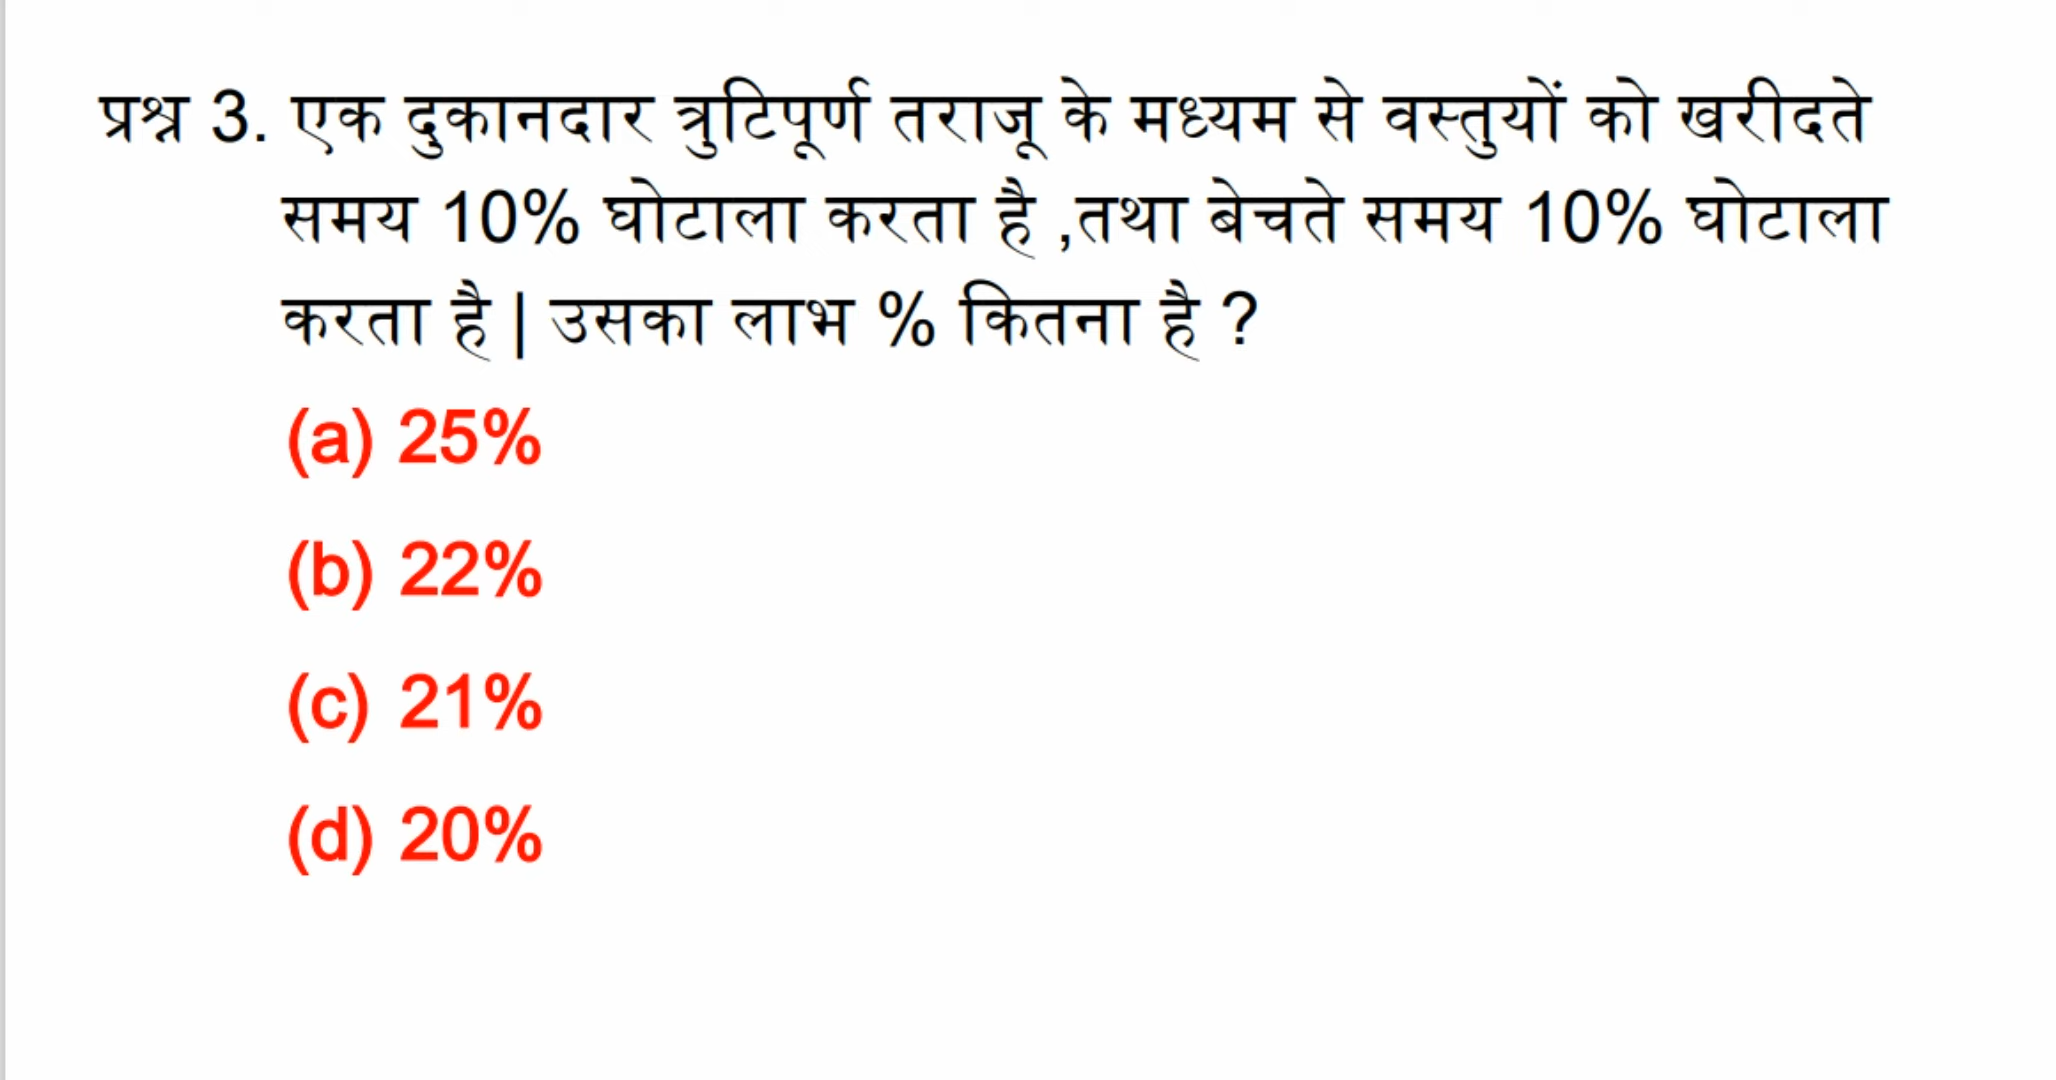 प्रश्न 3. एक दुकानदार त्रुटिपूर्ण तराजू के मध्यम से वस्तुयों को खरीदते
समय 10% घोटाला करता है ,तथा बेचते समय 10% घोटाला
करता है | उसका लाभ % कितना है ?
(a) 25%
(b) 22%
(c) 21%
(d) 20%